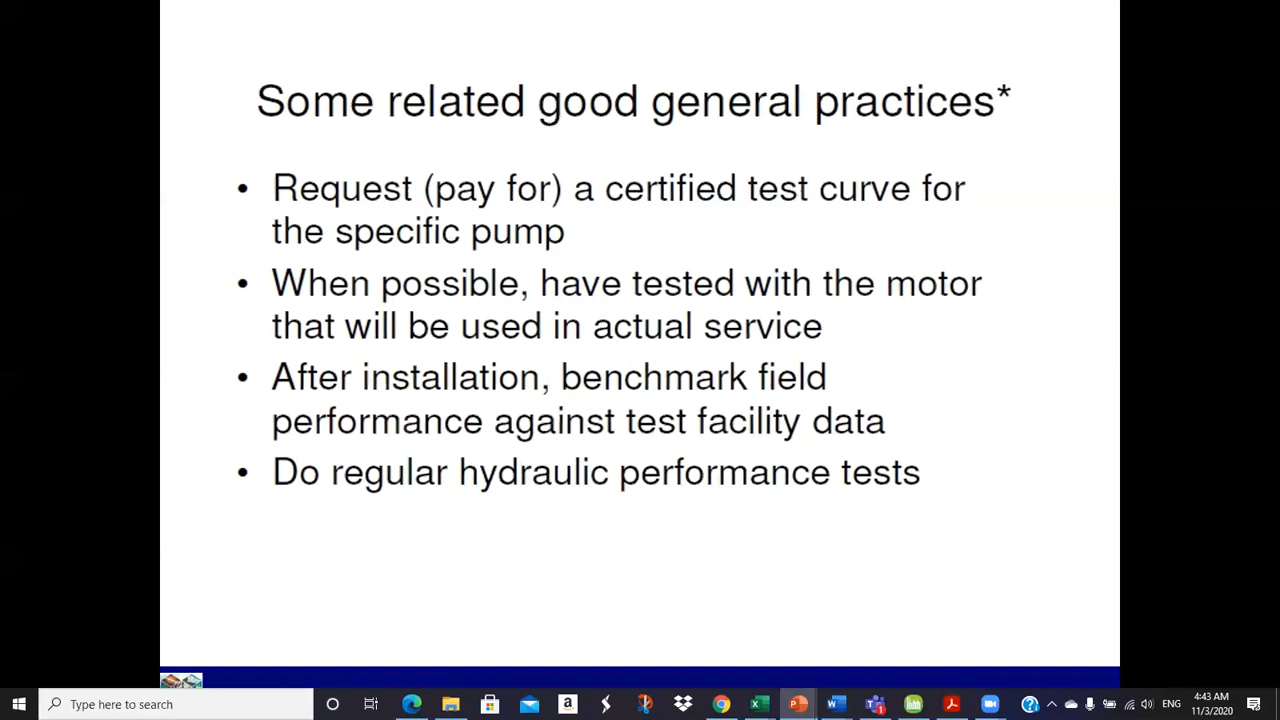 Some related good general practices*
• Request (pay for) a certified test curve for
the specific pump
• When possible, have tested with the motor
that will be used in actual service
• After installation, benchmark field
performance against test facility data
• Do regular hydraulic performance tests
Type here to search
ENG
4:43 AM
11/3/2020